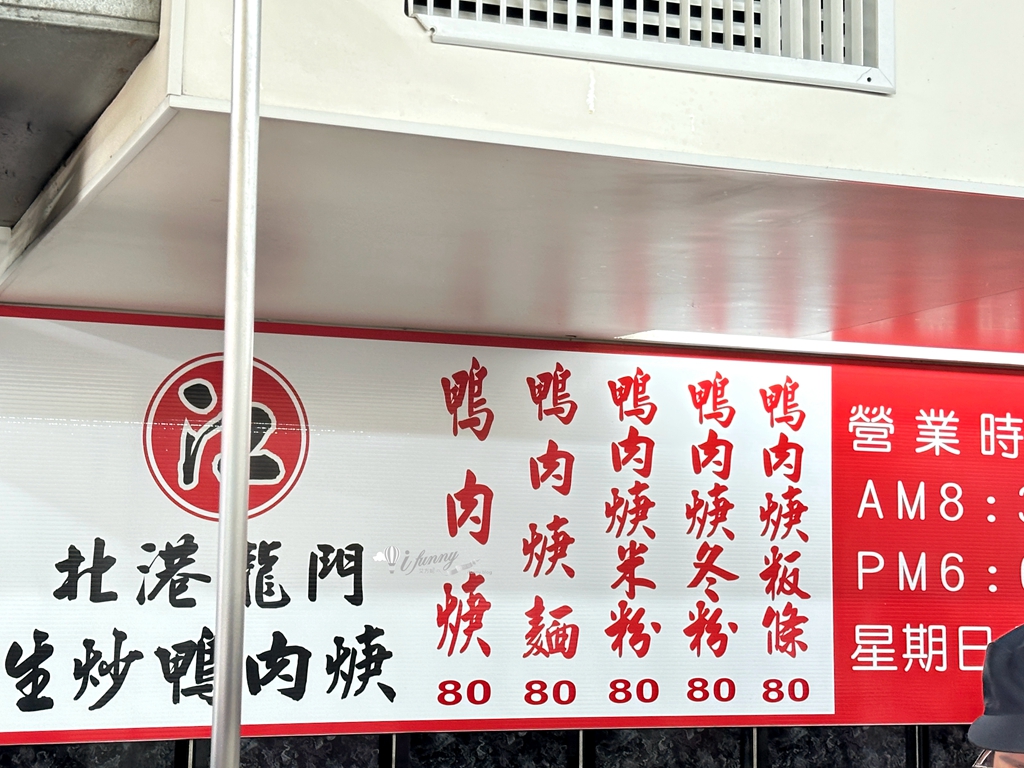 江
北港龍門
生炒鴨肉焿
鴨肉焿 80
鴨肉焿麵 80
鴨肉焿米粉 80
鴨肉焿冬粉 80
鴨肉焿粄條 80
營業時
AM8:
PM6:
星期日
i funny